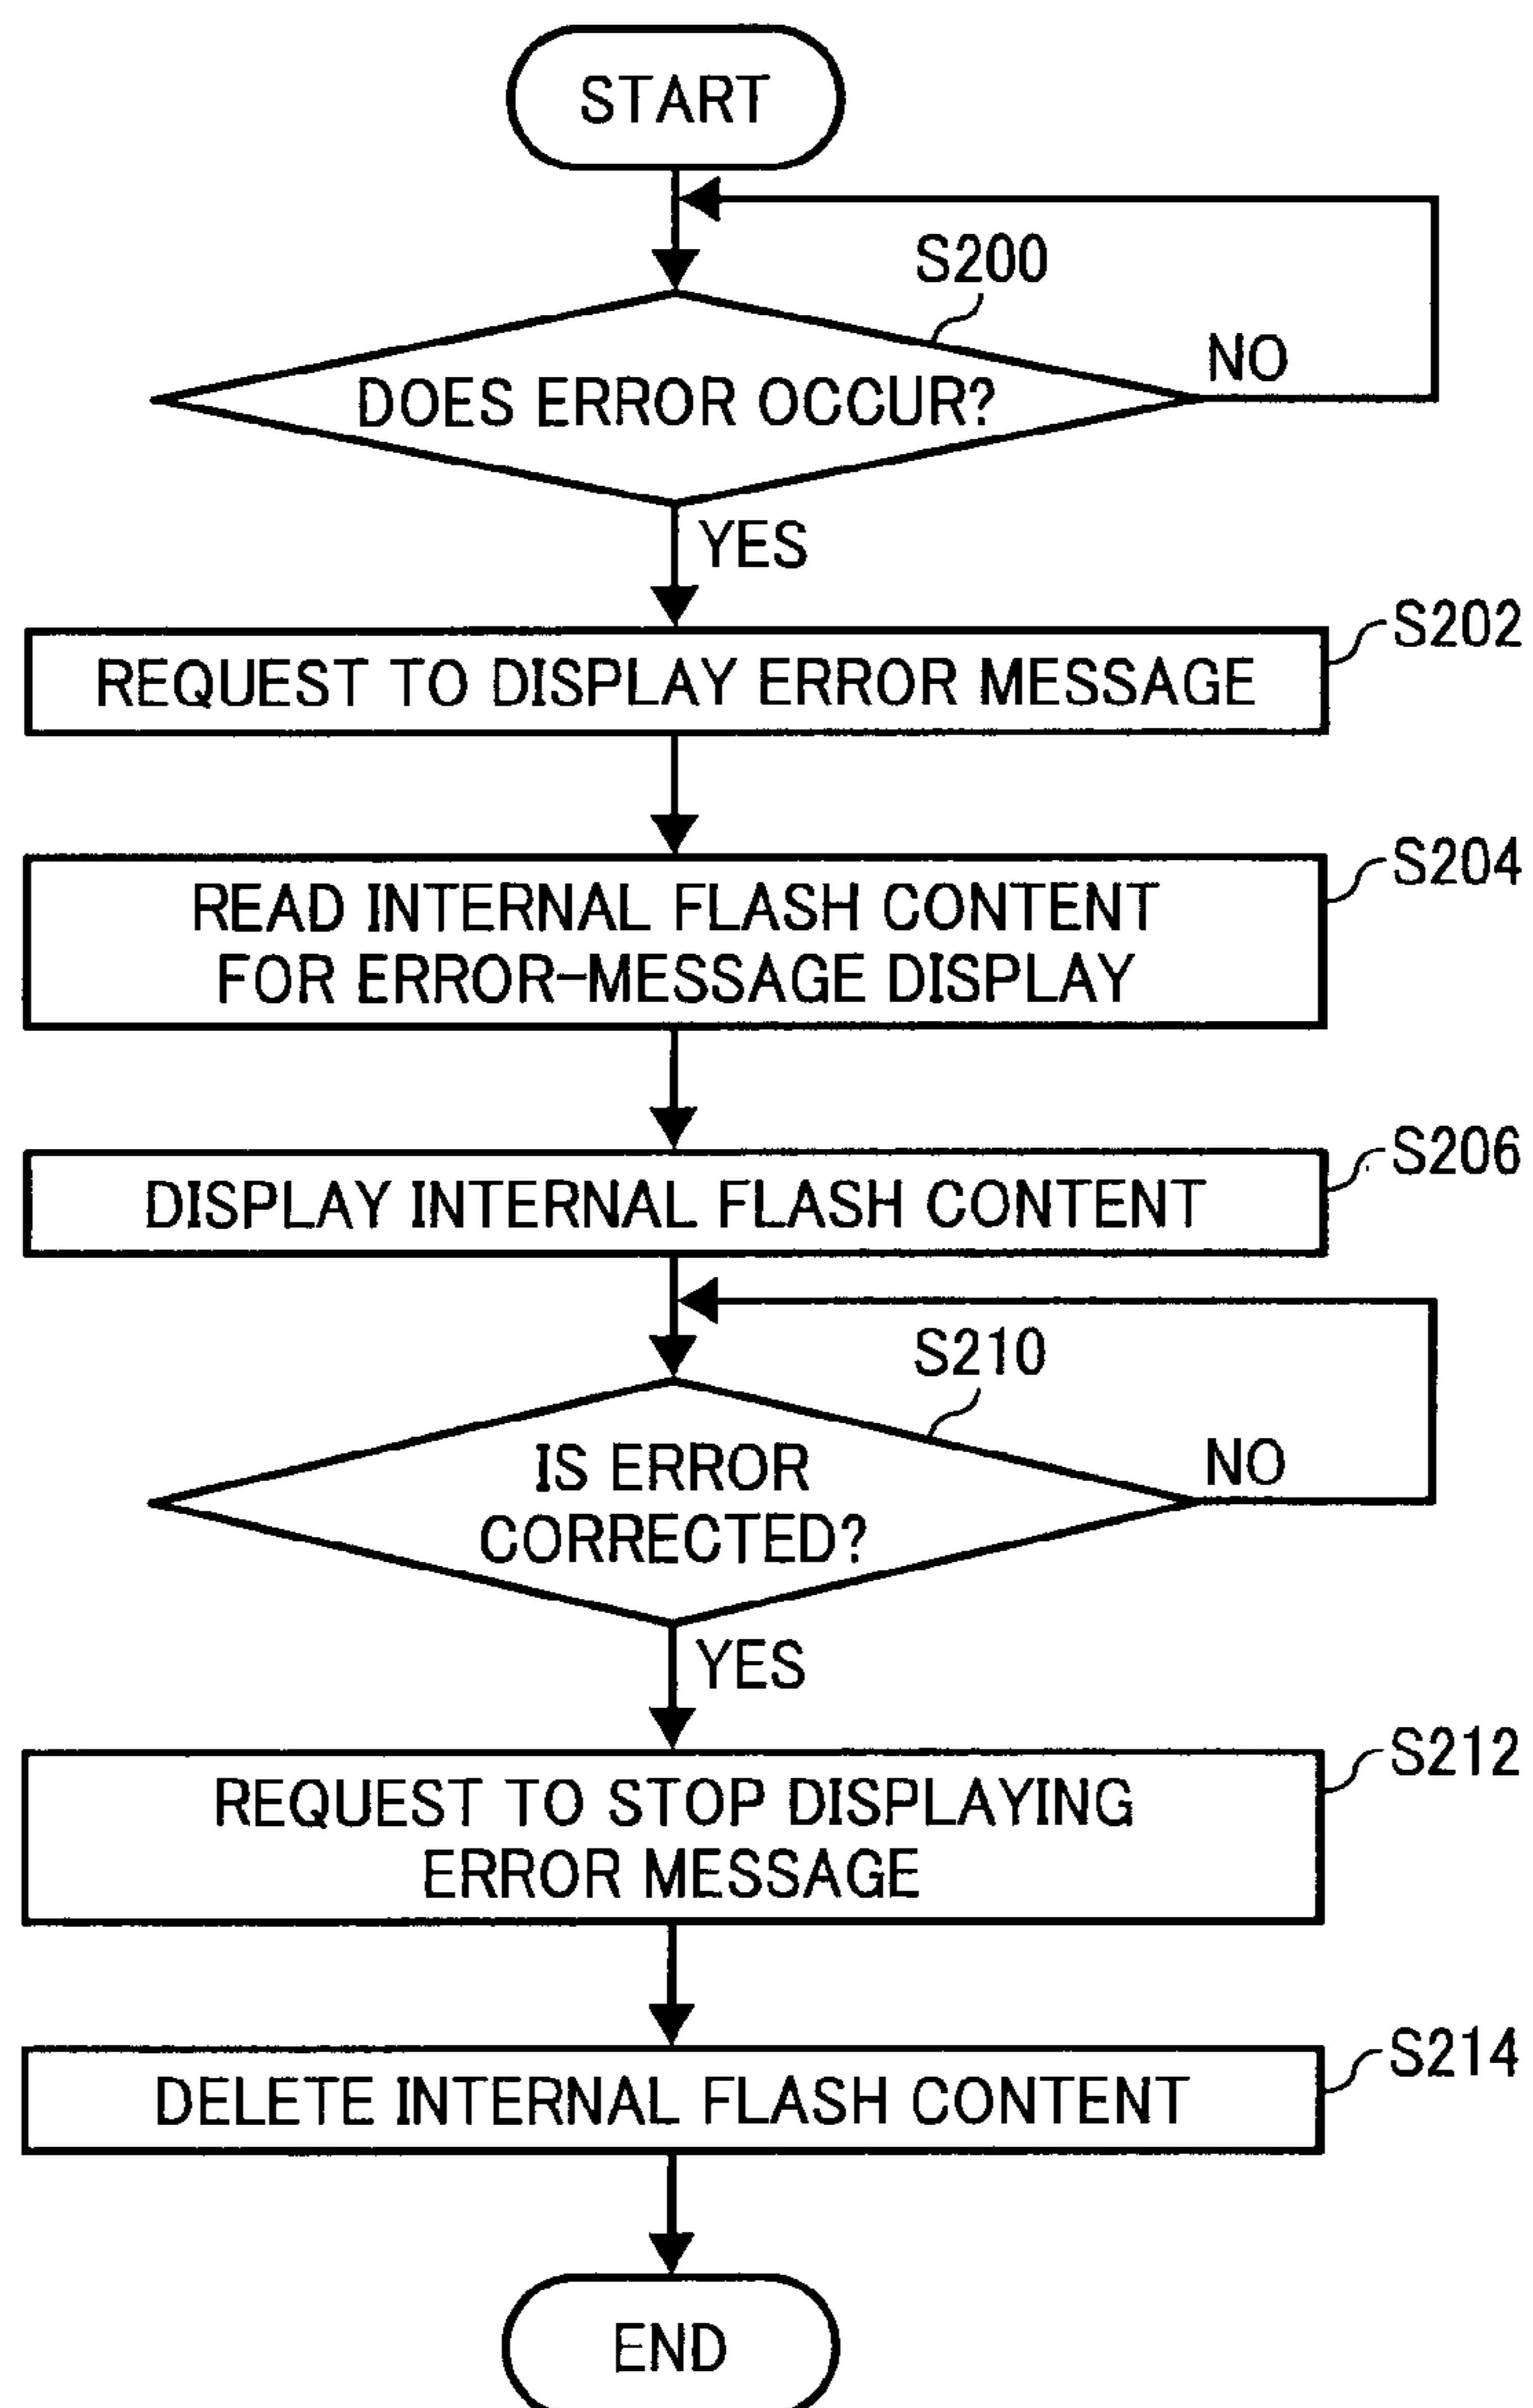 START
S200
DOES ERROR OCCUR?
NO
YES
S202
REQUEST TO DISPLAY ERROR MESSAGE
S204
READ INTERNAL FLASH CONTENT
FOR ERROR-MESSAGE DISPLAY
S206
DISPLAY INTERNAL FLASH CONTENT
S210
IS ERROR
CORRECTED?
NO
YES
S212
REQUEST TO STOP DISPLAYING
ERROR MESSAGE
S214
DELETE INTERNAL FLASH CONTENT
END